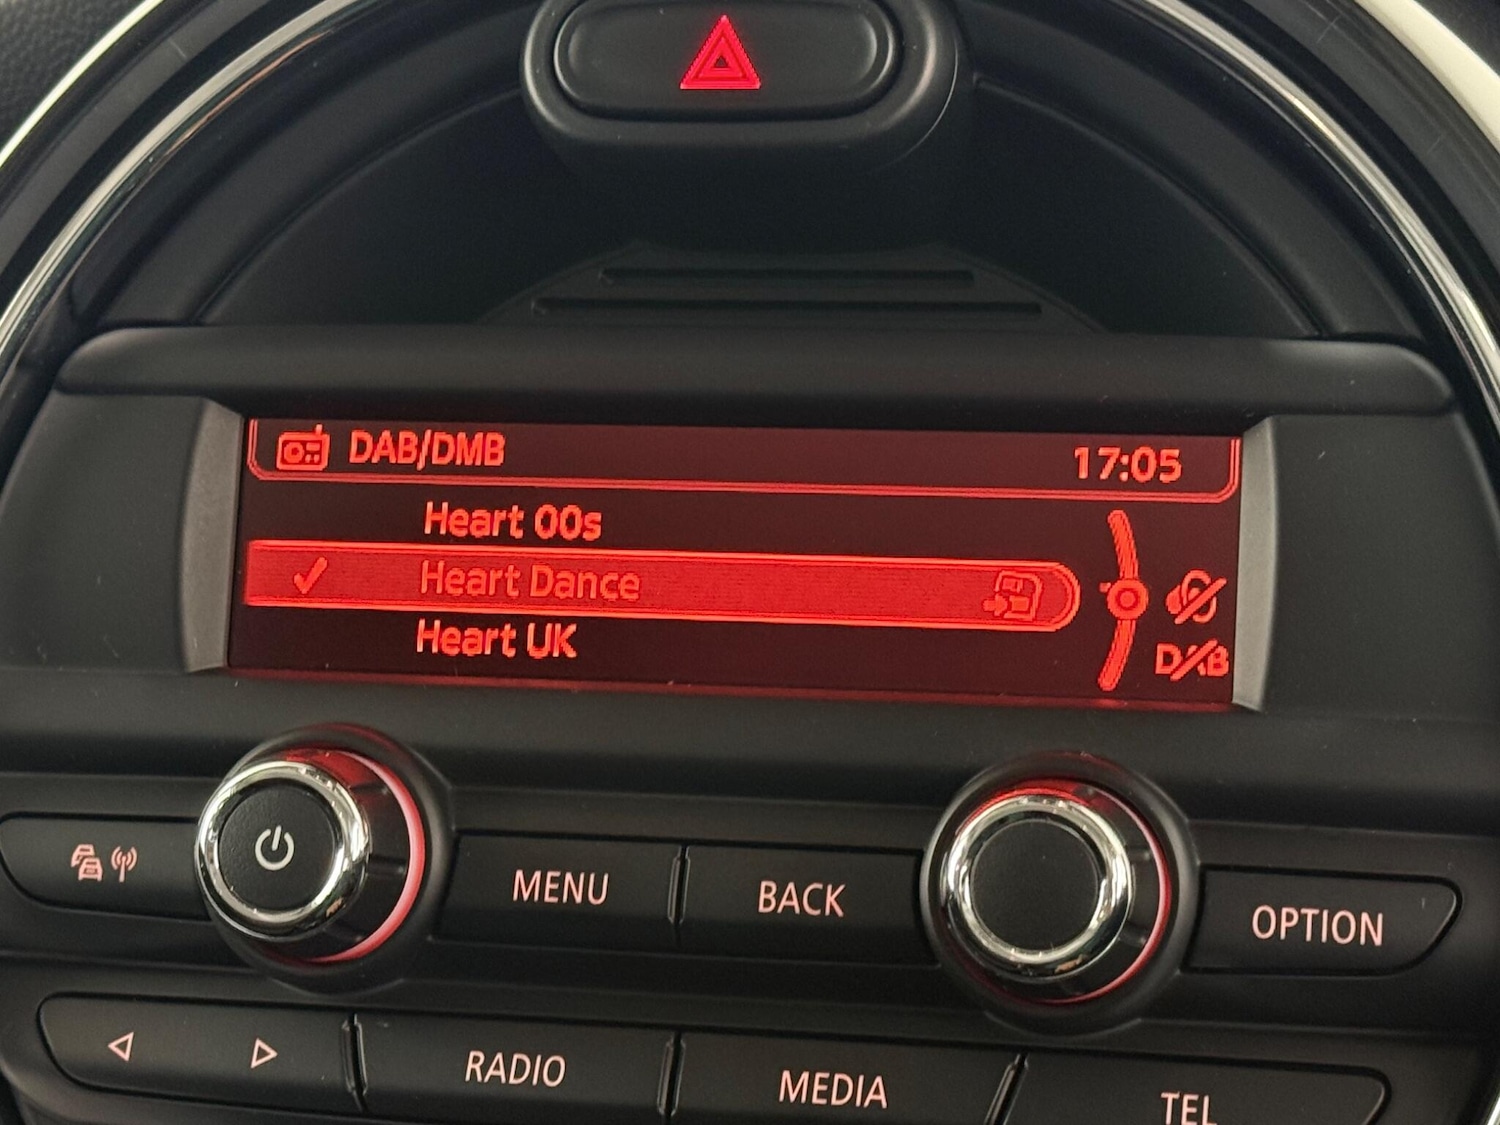 DAB/DMB 17:05
Heart 00s
Heart Dance
Heart UK
DAB
MENU BACK OPTION
RADIO MEDIA TEL